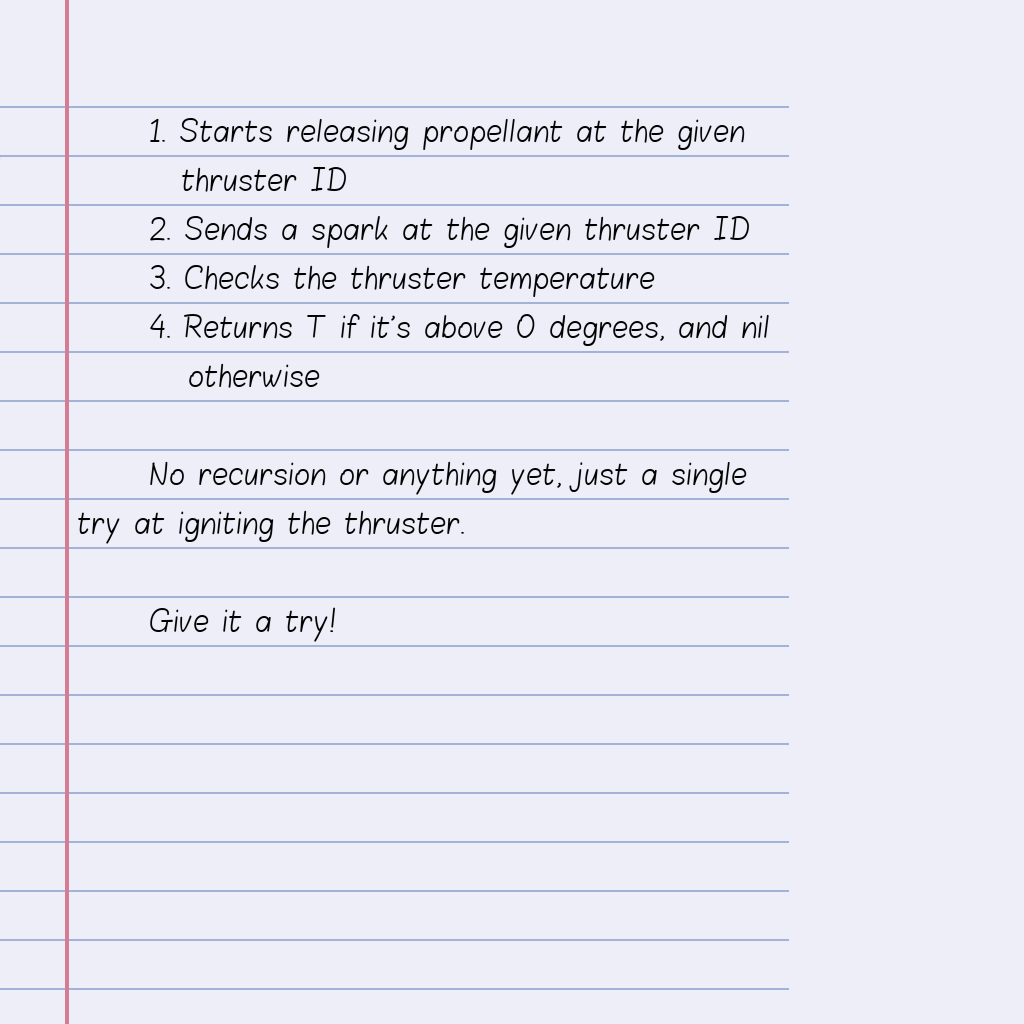 1. Starts releasing propellant at the given
thruster ID
2. Sends a spark at the given thruster ID
3. Checks the thruster temperature
4. Returns T if it's above 0 degrees, and nil
otherwise
No recursion or anything yet, just a single
try at igniting the thruster.
Give it a try!